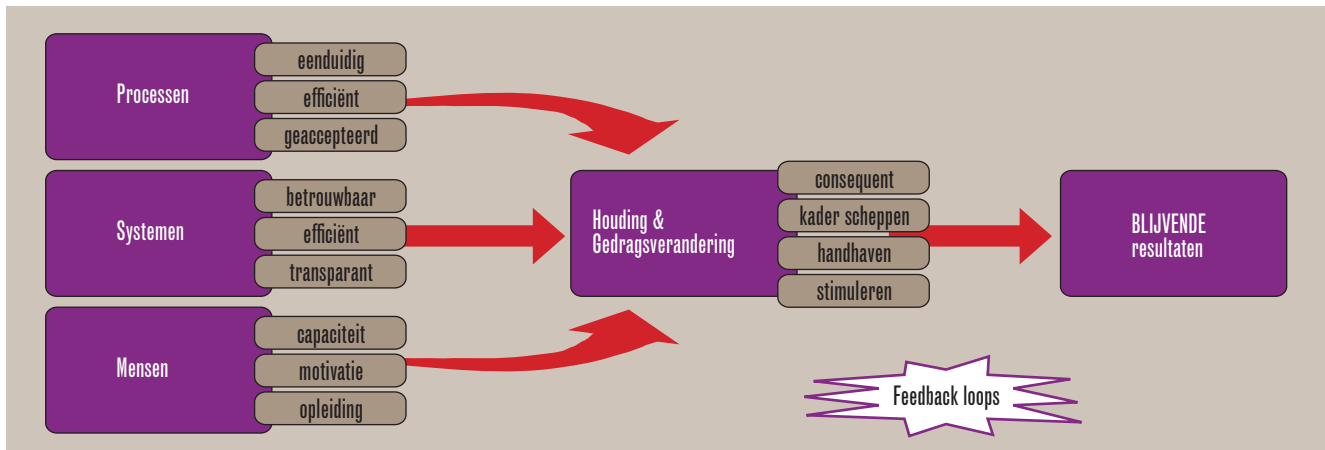 Processen
eenduidig
efficiënt
geaccepteerd
Systemen
betrouwbaar
efficiënt
transparant
Mensen
capaciteit
motivatie
opleiding
Houding &
Gedragsverandering
consequent
kader scheppen
handhaven
stimuleren
BLIJVENDE
resultaten
Feedback loops